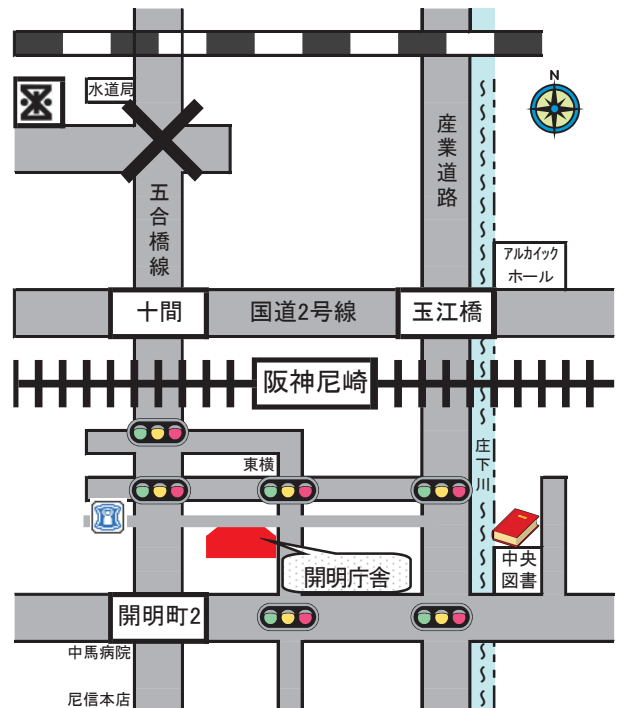 N
水道局
産業道路
五合橋線
アルカイック
ホール
十間
国道2号線
玉江橋
阪神尼崎
東横
庄下川
開明庁舎
中央
図書
開明町2
中馬病院
尼信本店